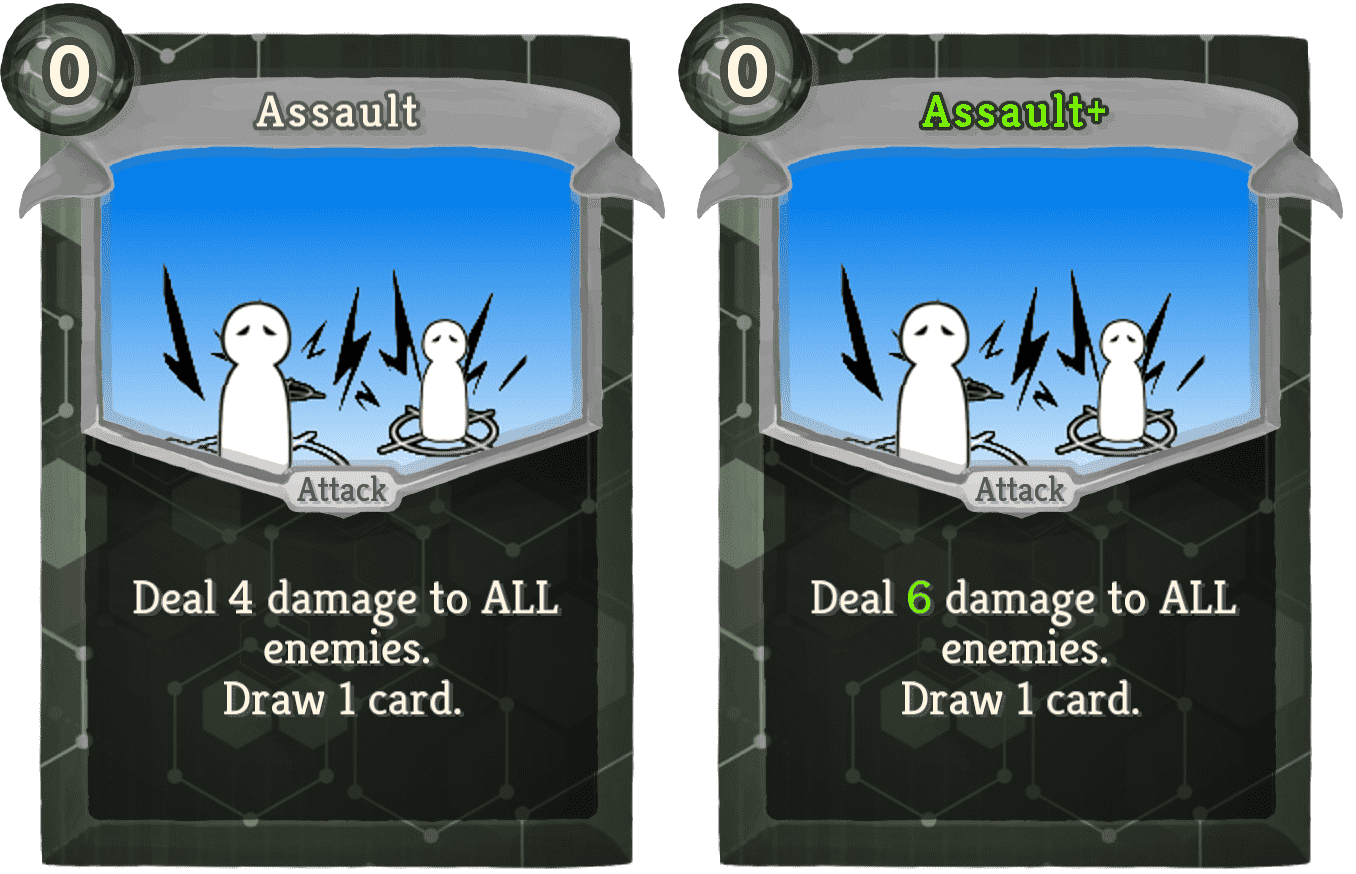 0
Assault
Attack
Deal 4 damage to ALL
enemies.
Draw 1 card.
0
Assault+
Attack
Deal 6 damage to ALL
enemies.
Draw 1 card.